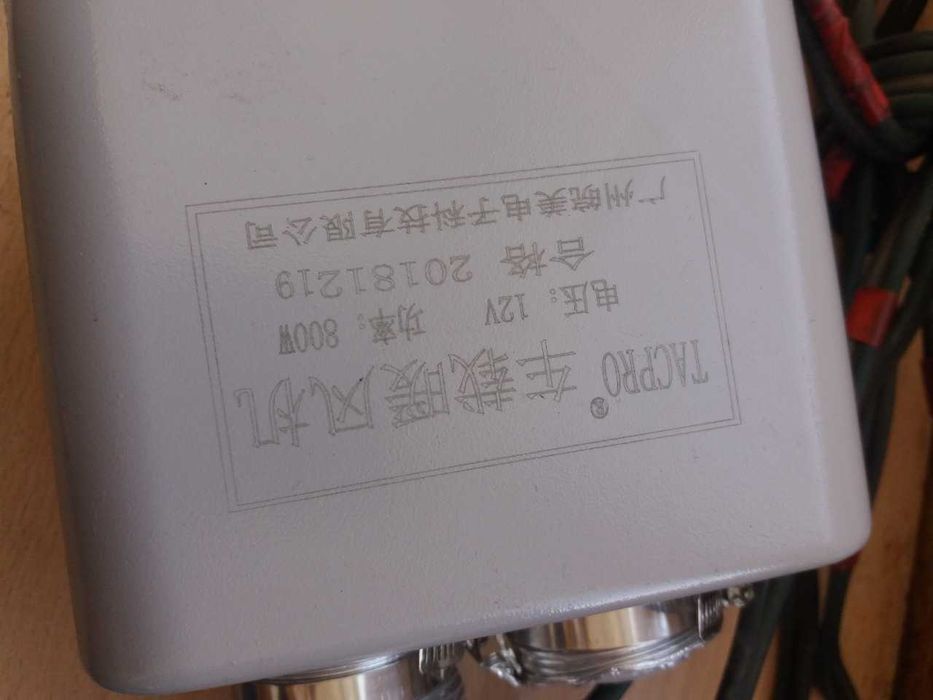 TACPRO® 车载暖风机
电压：12V 功率：800W
合格 20181219
广州皖美电子科技有限公司